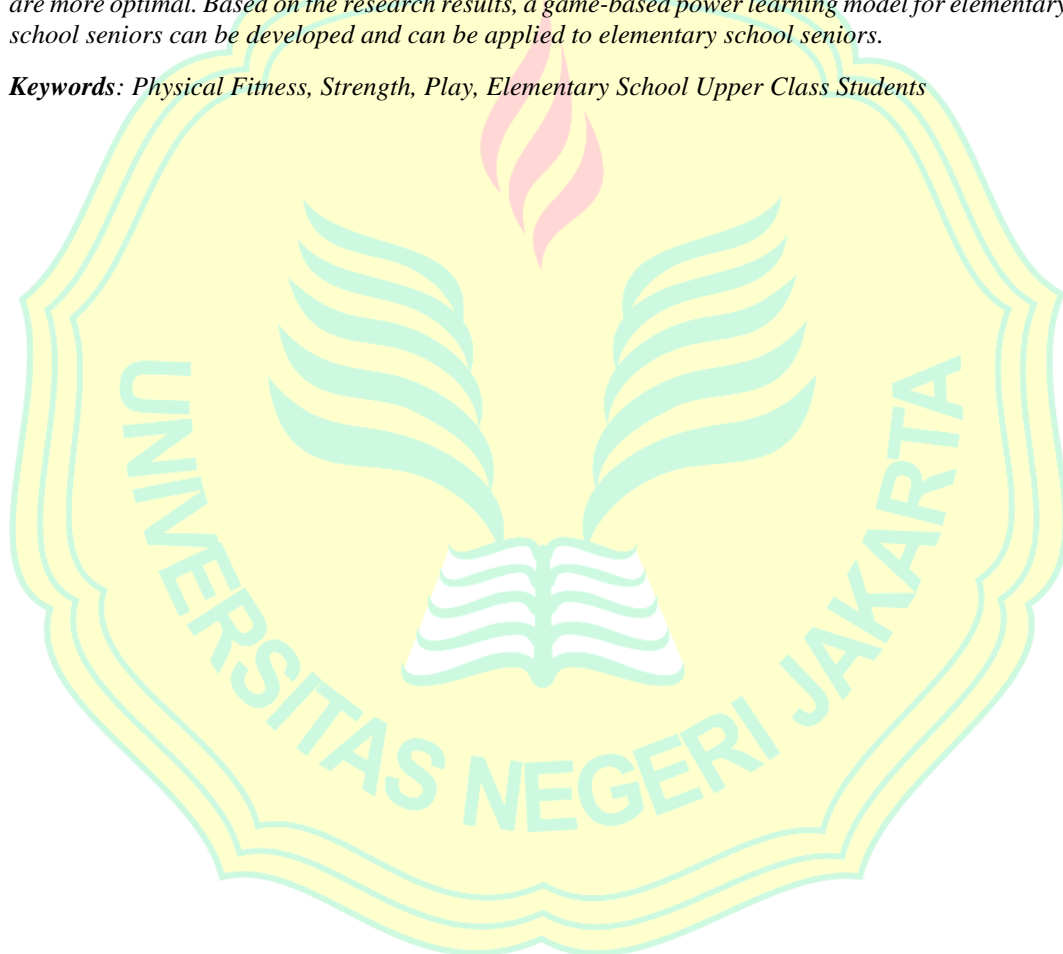 are more optimal. Based on the research results, a game-based power learning model for elementary
school seniors can be developed and can be applied to elementary school seniors.
Keywords: Physical Fitness, Strength, Play, Elementary School Upper Class Students
UNIVERSITAS NEGERI JAKARTA